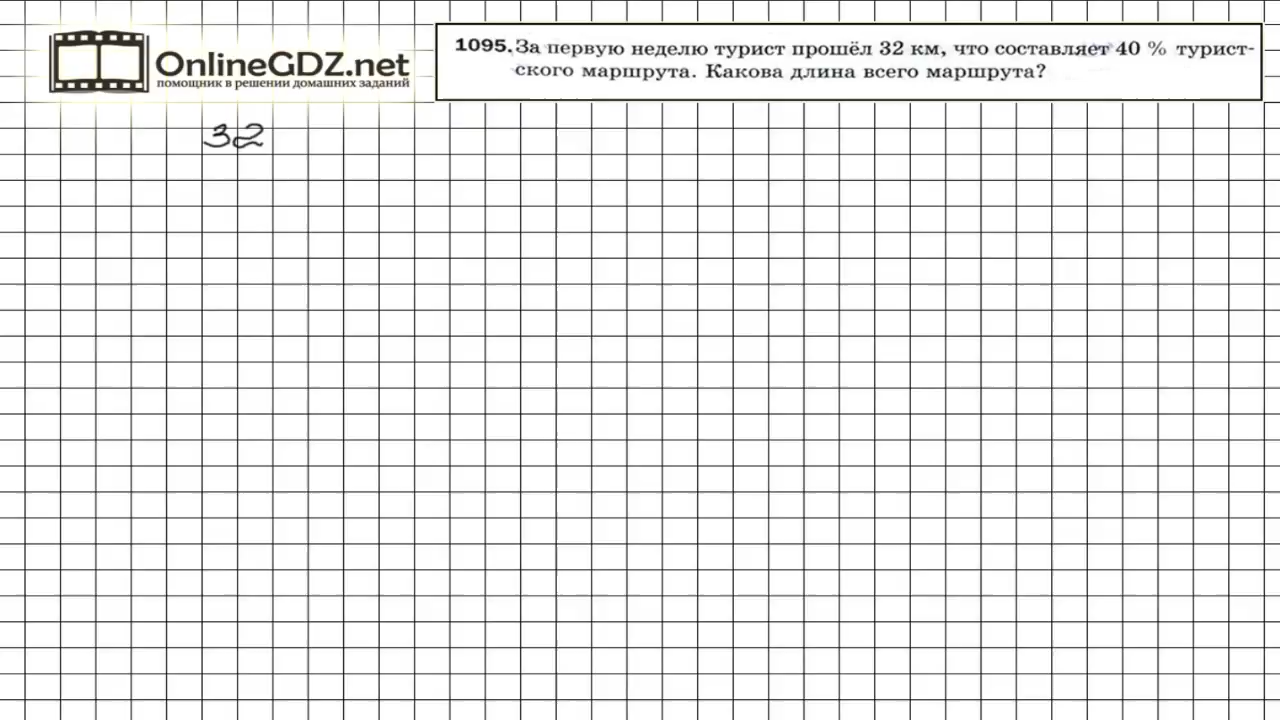 OnlineGDZ.net
помощник в решении домашних заданий
1095. За первую неделю турист прошёл 32 км, что составляет 40 % турист-
ского маршрута. Какова длина всего маршрута?
32